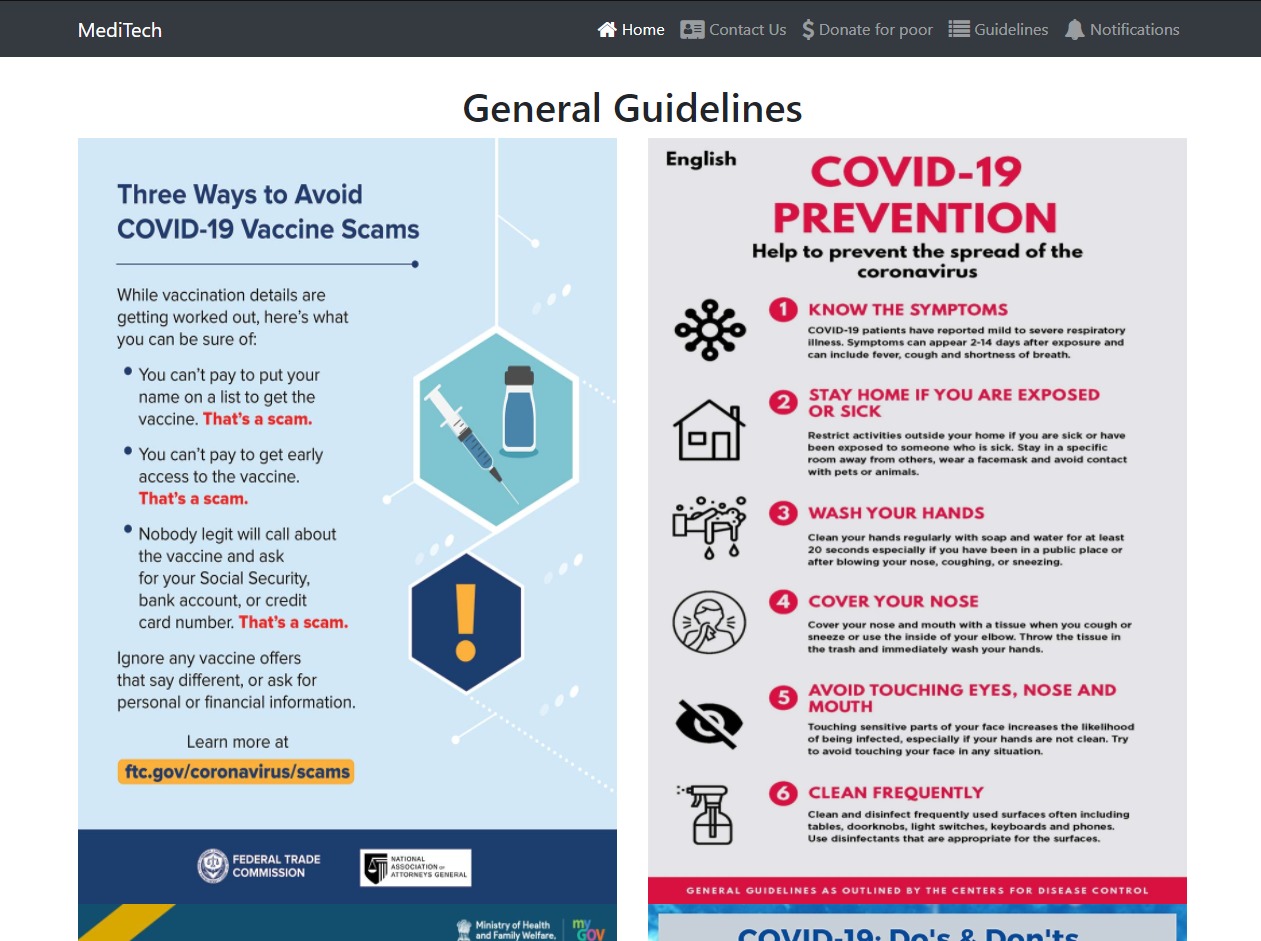 MediTech
Home
Contact Us
$ Donate for poor
Guidelines
Notifications
General Guidelines
Three Ways to Avoid
COVID-19 Vaccine Scams
While vaccination details are
getting worked out, here's what
you can be sure of:
• You can't pay to put your
name on a list to get the
vaccine. That's a scam.
• You can't pay to get early
access to the vaccine.
That's a scam.
• Nobody legit will call about
the vaccine and ask
for your Social Security,
bank account, or credit
card number. That's a scam.
Ignore any vaccine offers
that say different, or ask for
personal or financial information.
Learn more at
ftc.gov/coronavirus/scams
!
FEDERAL TRADE
COMMISSION
NATIONAL
ASSOCIATION OF
ATTORNEYS GENERAL
Ministry of Health
and Family Welfare,
my
GOV
English
COVID-19
PREVENTION
Help to prevent the spread of the
coronavirus
1 KNOW THE SYMPTOMS
COVID-19 patients have reported mild to severe respiratory
illness. Symptoms can appear 2-14 days after exposure and
can include fever, cough and shortness of breath.
2 STAY HOME IF YOU ARE EXPOSED
OR SICK
Restrict activities outside your home if you are sick or have
been exposed to someone who is sick. Stay in a specific
room away from others, wear a facemask and avoid contact
with pets or animals.
3 WASH YOUR HANDS
Clean your hands regularly with soap and water for at least
20 seconds especially if you have been in a public place or
after blowing your nose, coughing, or sneezing.
4 COVER YOUR NOSE
Cover your nose and mouth with a tissue when you cough or
sneeze or use the inside of your elbow. Throw the tissue in
the trash and immediately wash your hands.
5 AVOID TOUCHING EYES, NOSE AND
MOUTH
Touching sensitive parts of your face increases the likelihood
of being infected, especially if your hands are not clean. Try
to avoid touching your face in any situation.
6 CLEAN FREQUENTLY
Clean and disinfect frequently used surfaces often including
tables, doorknobs, light switches, keyboards and phones.
Use disinfectants that are appropriate for the surfaces.
GENERAL GUIDELINES AS OUTLINED BY THE CENTERS FOR DISEASE CONTROL
COVID-19: Do's & Don'ts